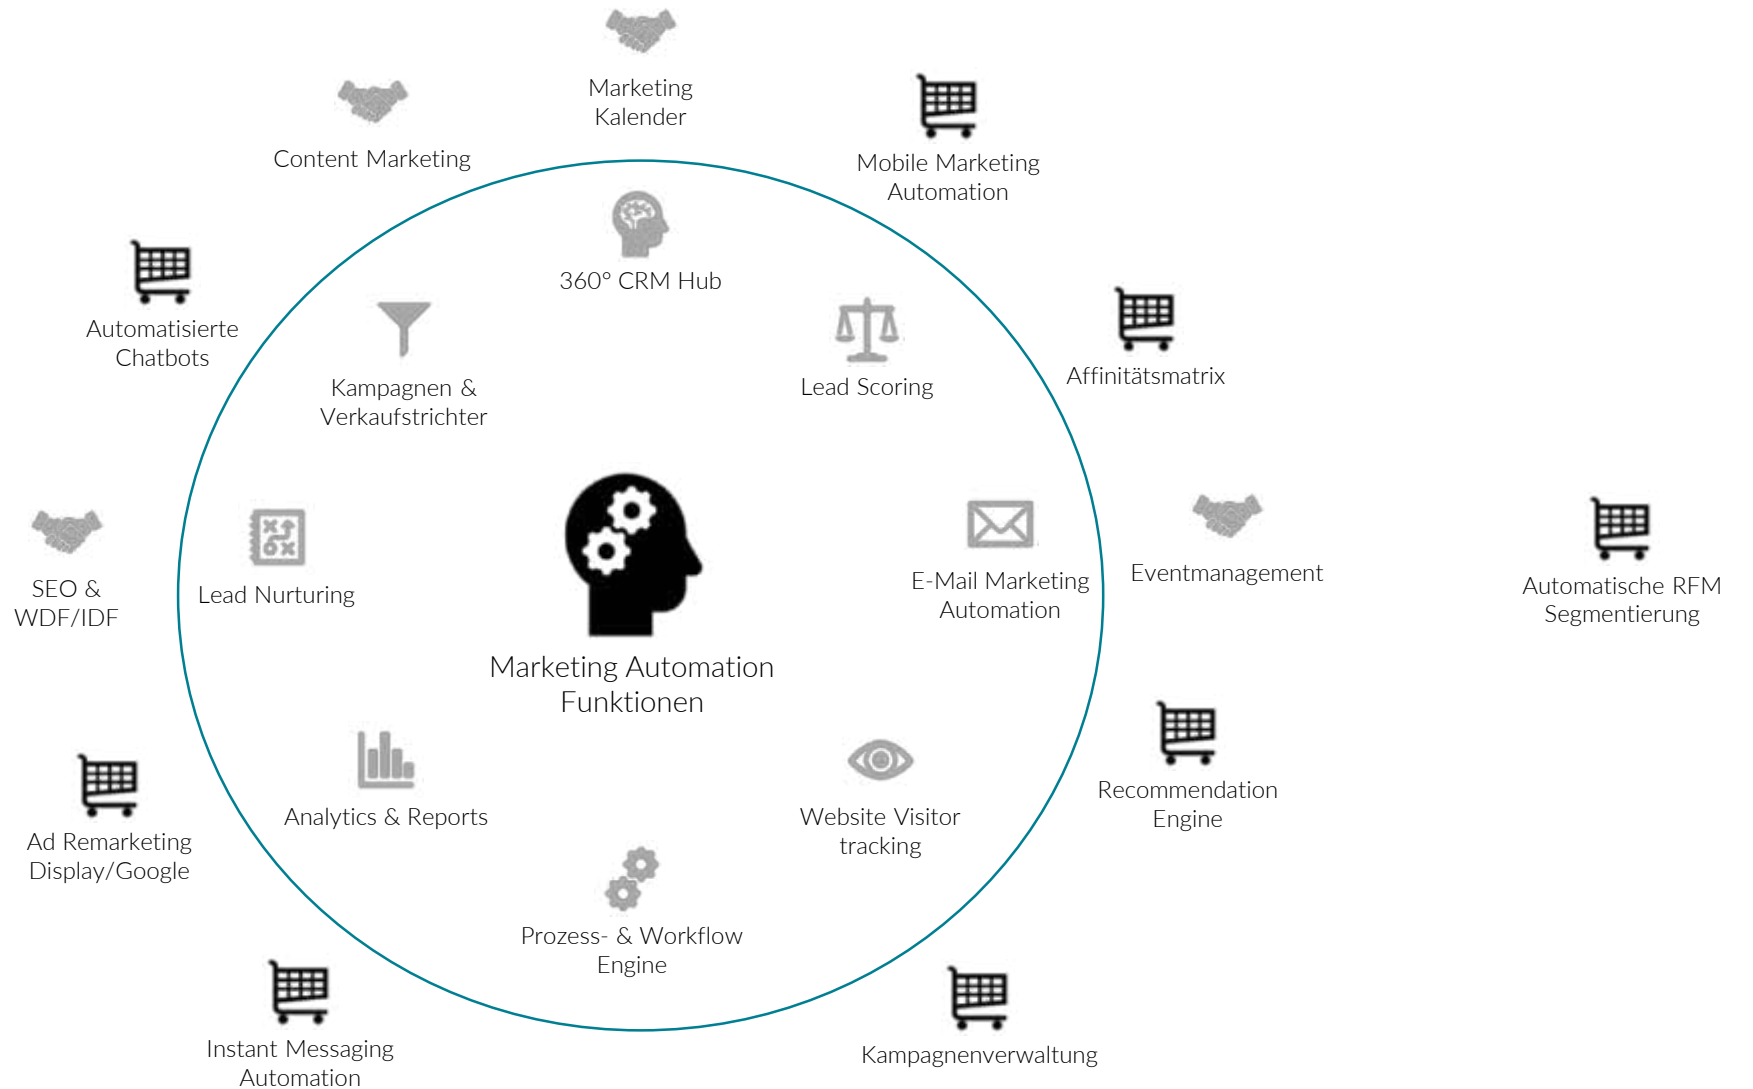 Marketing
Kalender
Content Marketing
Mobile Marketing
Automation
360° CRM Hub
Automatisierte
Chatbots
Kampagnen &
Verkaufstrichter
Lead Scoring
Affinitätsmatrix
SEO &
WDF/IDF
Lead Nurturing
E-Mail Marketing
Automation
Eventmanagement
Automatische RFM
Segmentierung
Marketing Automation
Funktionen
Ad Remarketing
Display/Google
Analytics & Reports
Website Visitor
tracking
Recommendation
Engine
Prozess- & Workflow
Engine
Instant Messaging
Automation
Kampagnenverwaltung